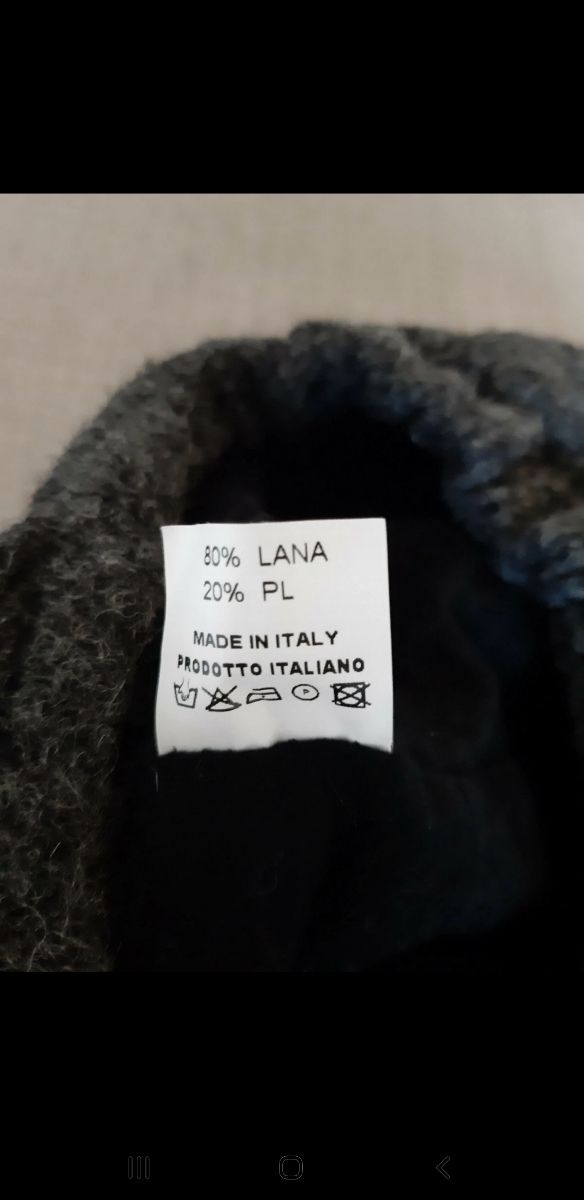 80% LANA
20% PL
MADE IN ITALY
PRODOTTO ITALIANO
P